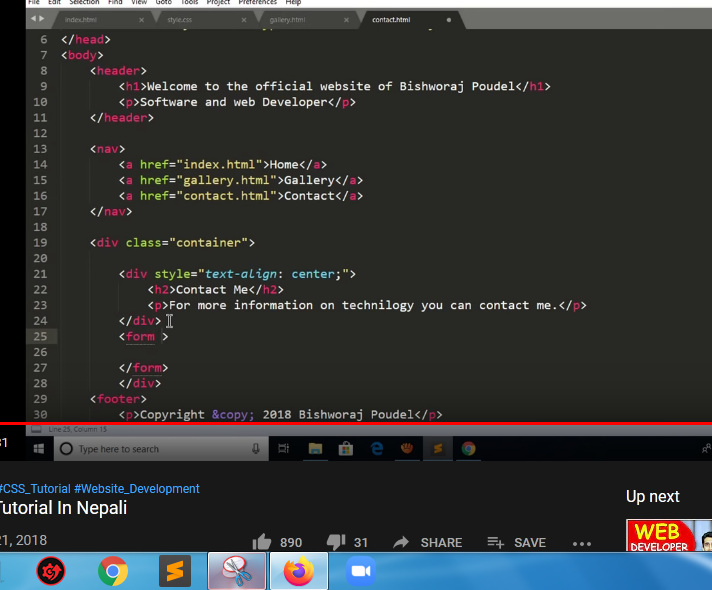 File Edit Selection Find View Goto Tools Project Preferences Help
index.html style.css gallery.html contact.html
6 </head>
7 <body>
8 <header>
9 <h1>Welcome to the official website of Bishworaj Poudel</h1>
10 <p>Software and web Developer</p>
11 </header>
12
13 <nav>
14 <a href="index.html">Home</a>
15 <a href="gallery.html">Gallery</a>
16 <a href="contact.html">Contact</a>
17 </nav>
18
19 <div class="container">
20
21 <div style="text-align: center;">
22 <h2>Contact Me</h2>
23 <p>For more information on technilogy you can contact me.</p>
24 </div>
25 <form >
26
27 </form>
28 </div>
29 <footer>
30 <p>Copyright &copy; 2018 Bishworaj Poudel</p>
Line 25, Column 15
31
Type here to search
#CSS_Tutorial #Website_Development
Tutorial In Nepali
21, 2018
890 31 SHARE SAVE
Up next
WEB
DEVELOPER